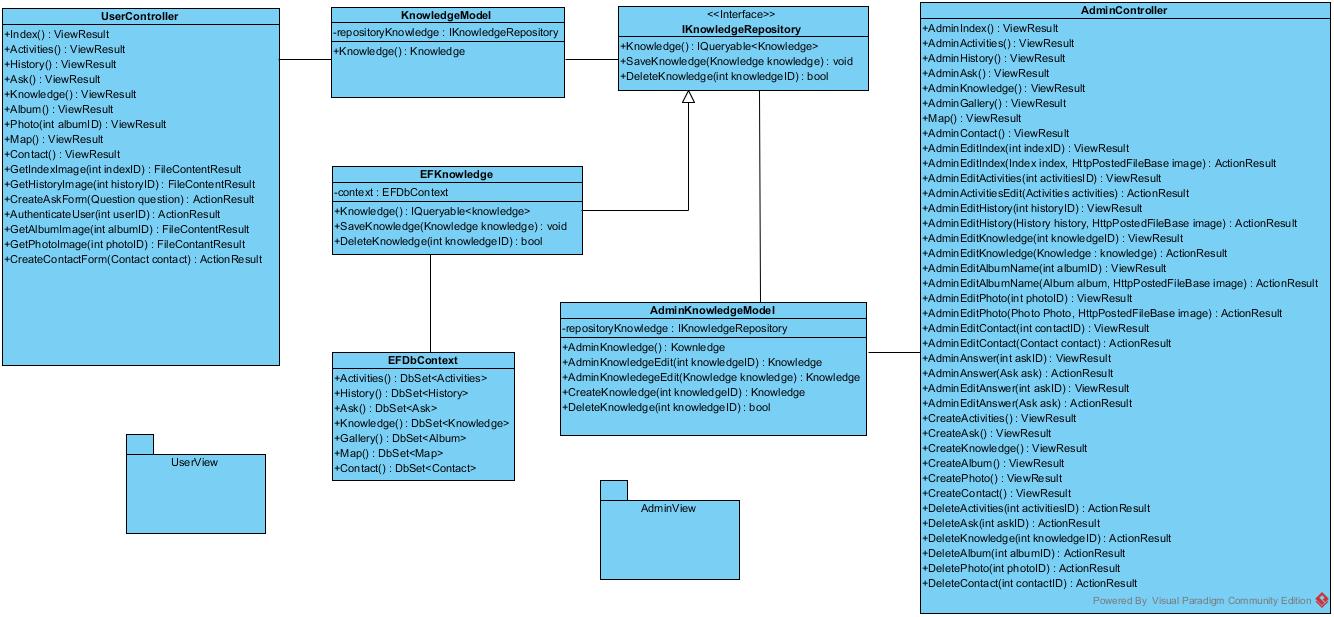 UserController
+Index() : ViewResult
+Activities() : ViewResult
+History() : ViewResult
+Ask() : ViewResult
+Knowledge() : ViewResult
+Album() : ViewResult
+Photo(int albumID) : ViewResult
+Map() : ViewResult
+Contact() : ViewResult
+GetIndexImage(int indexID) : FileContentResult
+GetHistoryImage(int historyID) : FileContentResult
+CreateAskForm(Question question) : ActionResult
+AuthenticateUser(int userID) : ActionResult
+GetAlbumImage(int albumID) : FileContentResult
+GetPhotoImage(int photoID) : FileContantResult
+CreateContactForm(Contact contact) : ActionResult
KnowledgeModel
-repositoryKnowledge : IKnowledgeRepository
+Knowledge() : Knowledge
<<Interface>>
IKnowledgeRepository
+Knowledge() : IQueryable<Knowledge>
+SaveKnowledge(Knowledge knowledge) : void
+DeleteKnowledge(int knowledgeID) : bool
EFKnowledge
-context : EFDbContext
+Knowledge() : IQueryable<knowledge>
+SaveKnowledge(Knowledge knowledge) : void
+DeleteKnowledge(int knowledgeID) : bool
EFDbContext
+Activities() : DbSet<Activities>
+History() : DbSet<History>
+Ask() : DbSet<Ask>
+Knowledge() : DbSet<Knowledge>
+Gallery() : DbSet<Album>
+Map() : DbSet<Map>
+Contact() : DbSet<Contact>
AdminKnowledgeModel
-repositoryKnowledge : IKnowledgeRepository
+AdminKnowledge() : Kownledge
+AdminKnowledgeEdit(int knowledgeID) : Knowledge
+AdminKnowledegeEdit(Knowledge knowledge) : Knowledge
+CreateKnowledge(int knowledgeID) : Knowledge
+DeleteKnowledge(int knowledgeID) : bool
UserView
AdminView
AdminController
+AdminIndex() : ViewResult
+AdminActivities() : ViewResult
+AdminHistory() : ViewResult
+AdminAsk() : ViewResult
+AdminKnowledge() : ViewResult
+AdminGallery() : ViewResult
+Map() : ViewResult
+AdminContact() : ViewResult
+AdminEditIndex(int indexID) : ViewResult
+AdminEditIndex(Index index, HttpPostedFileBase image) : ActionResult
+AdminEditActivities(int activitiesID) : ViewResult
+AdminActivitiesEdit(Activities activities) : ActionResult
+AdminEditHistory(int historyID) : ViewResult
+AdminEditHistory(History history, HttpPostedFileBase image) : ActionResult
+AdminEditKnowledge(int knowledgeID) : ViewResult
+AdminEditKnowledge(Knowledge : knowledge) : ActionResult
+AdminEditAlbumName(int albumID) : ViewResult
+AdminEditAlbumName(Album album, HttpPostedFileBase image) : ActionResult
+AdminEditPhoto(int photoID) : ViewResult
+AdminEditPhoto(Photo Photo, HttpPostedFileBase image) : ActionResult
+AdminEditContact(int contactID) : ViewResult
+AdminEditContact(Contact contact) : ActionResult
+AdminAnswer(int askID) : ViewResult
+AdminAnswer(Ask ask) : ActionResult
+AdminEditAnswer(int askID) : ViewResult
+AdminEditAnswer(Ask ask) : ActionResult
+CreateActivities() : ViewResult
+CreateAsk() : ViewResult
+CreateKnowledge() : ViewResult
+CreateAlbum() : ViewResult
+CreatePhoto() : ViewResult
+CreateContact() : ViewResult
+DeleteActivities(int activitiesID) : ActionResult
+DeleteAsk(int askID) : ActionResult
+DeleteKnowledge(int knowledgeID) : ActionResult
+DeleteAlbum(int albumID) : ActionResult
+DeletePhoto(int photoID) : ActionResult
+DeleteContact(int contactID) : ActionResult
Powered By Visual Paradigm Community Edition